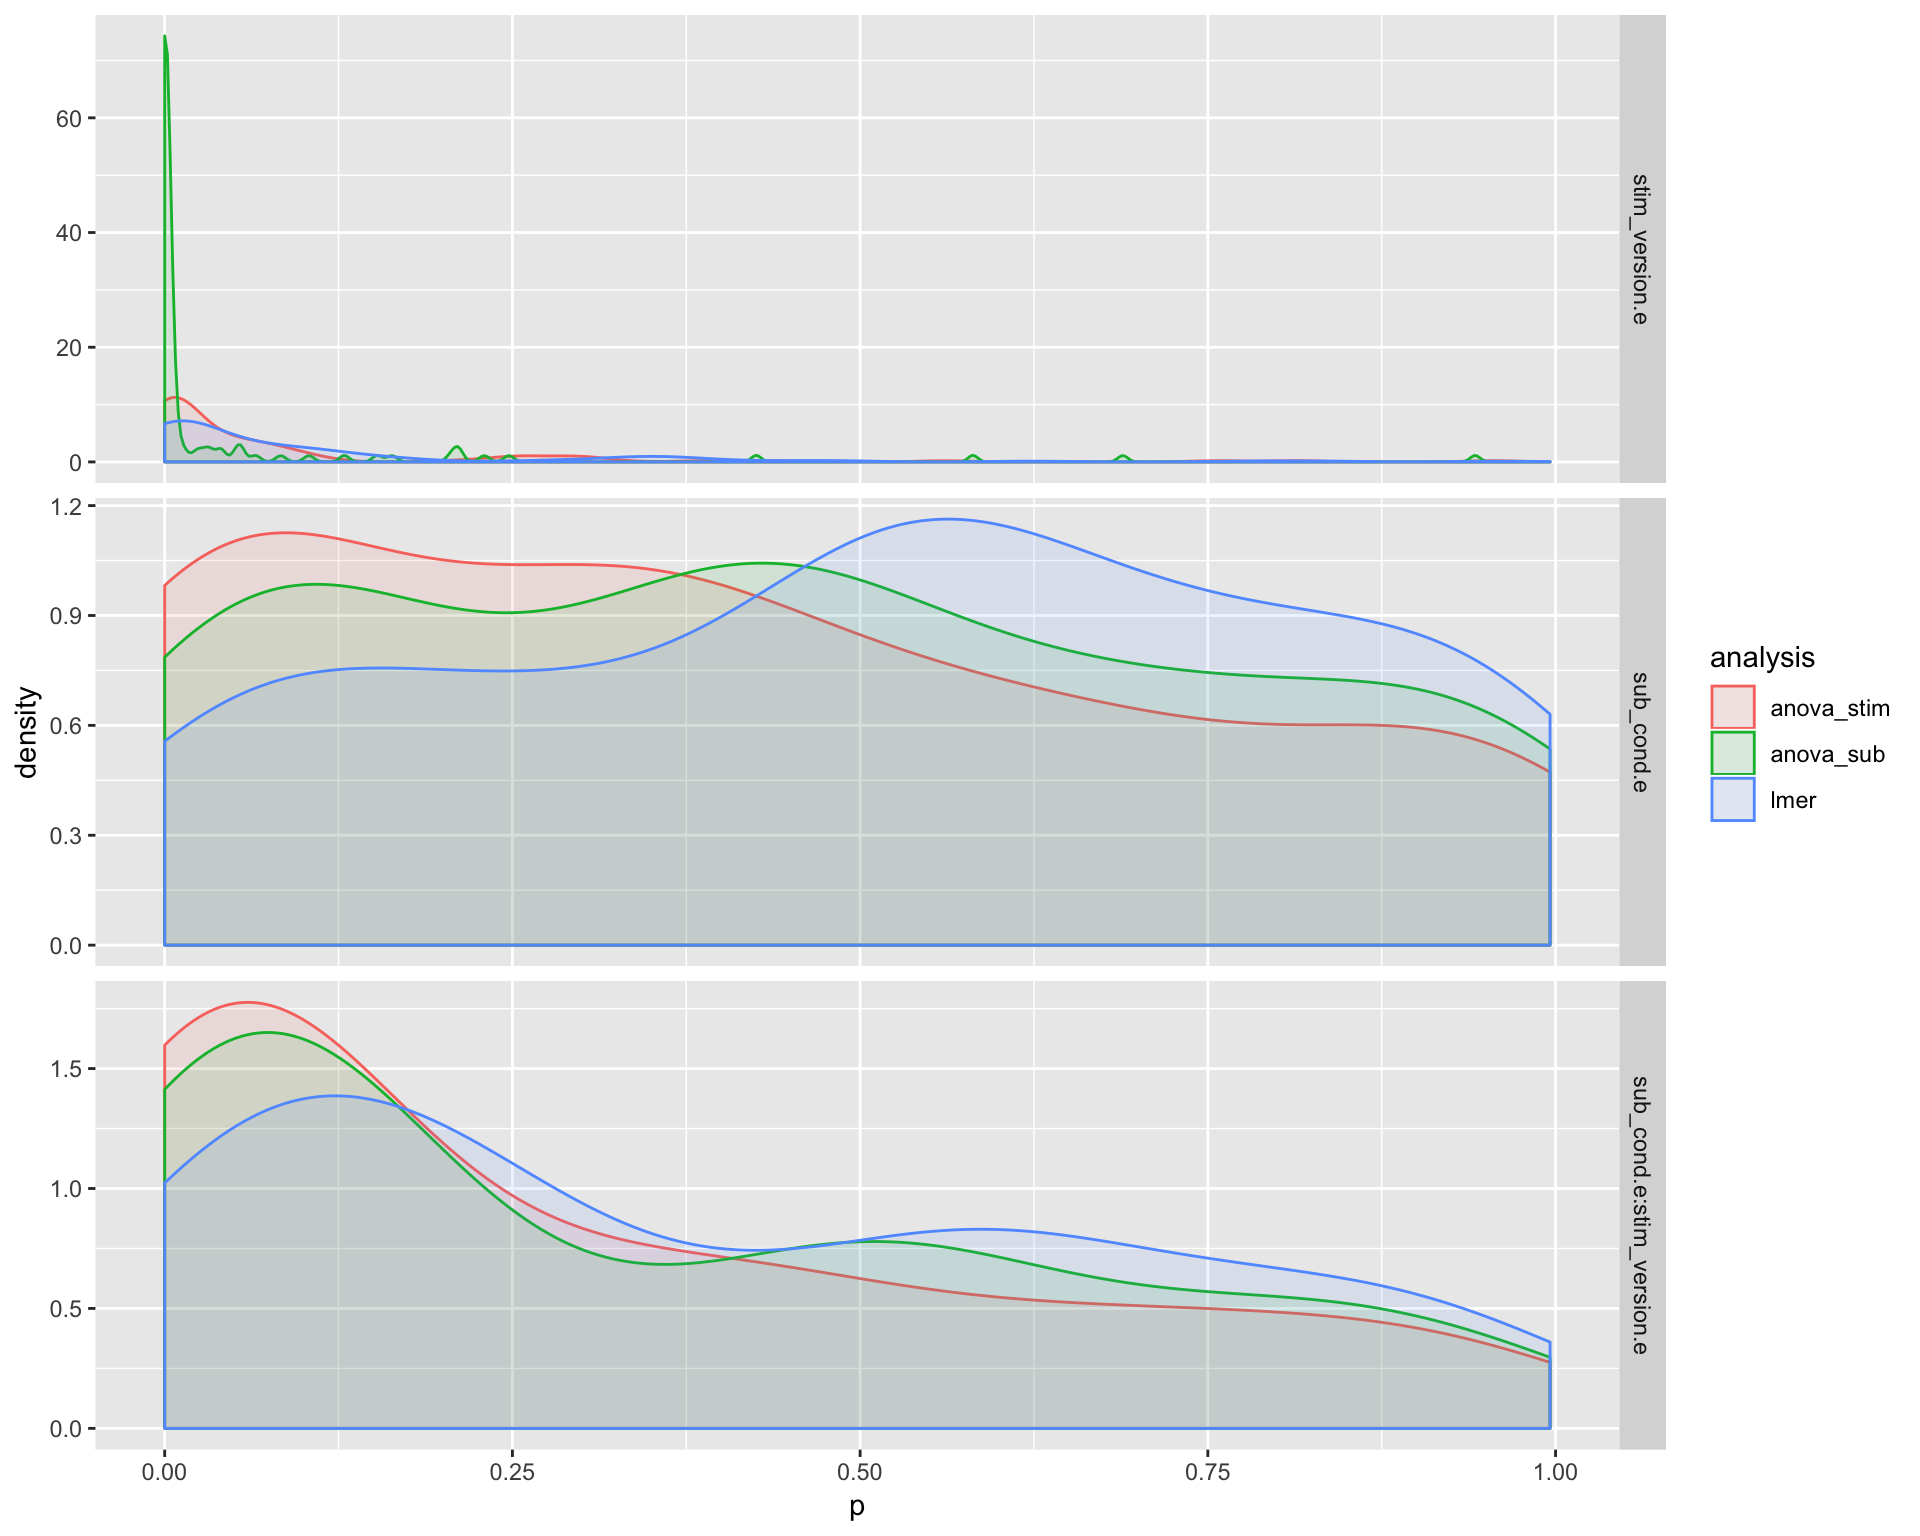 density
60
40
20
0
stim_version.e
1.2
0.9
0.6
0.3
0.0
sub_cond.e
1.5
1.0
0.5
0.0
sub_cond.e:stim_version.e
0.00 0.25 0.50 0.75 1.00
p
analysis
anova_stim
anova_sub
lmer